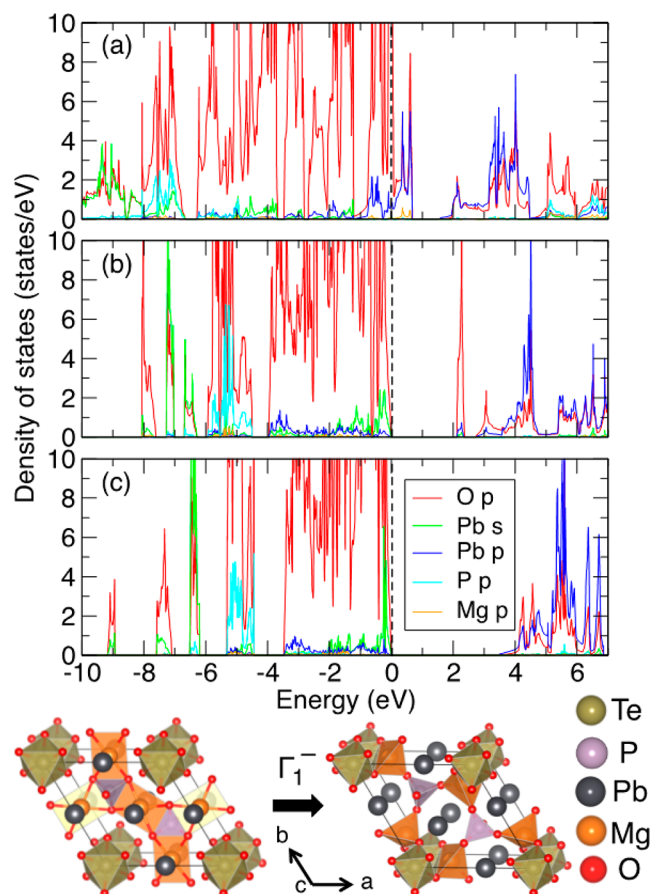 (a)
10
8
6
4
2
0
(b)
10
8
6
4
2
0
(c)
10
8
6
4
2
0
Density of states (states/eV)
O p
Pb s
Pb p
P p
Mg p
-10 -8 -6 -4 -2 0 2 4 6
Energy (eV)
Γ₁⁻
b
c a
Te
P
Pb
Mg
O